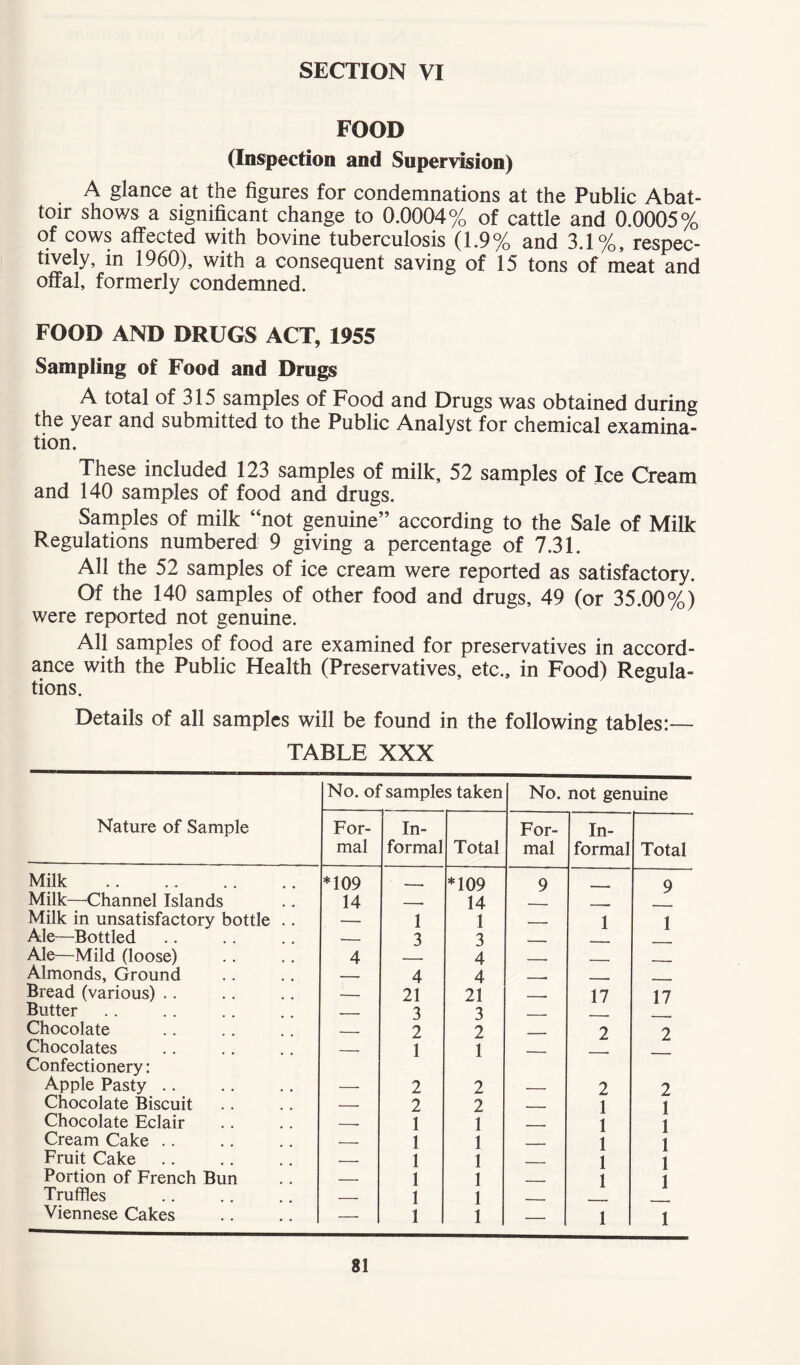 SECTION VI
FOOD
(Inspection and Supervision)
A glance at the figures for condemnations at the Public Abat-
toir shows a significant change to 0.0004% of cattle and 0.0005%
of cows affected with bovine tuberculosis (1.9% and 3.1%, respec-
tively, in 1960), with a consequent saving of 15 tons of meat and
offal, formerly condemned.
FOOD AND DRUGS ACT, 1955
Sampling of Food and Drugs
A total of 315 samples of Food and Drugs was obtained during
the year and submitted to the Public Analyst for chemical examina-
tion.
These included 123 samples of milk, 52 samples of Ice Cream
and 140 samples of food and drugs.
Samples of milk “not genuine” according to the Sale of Milk
Regulations numbered 9 giving a percentage of 7.31.
All the 52 samples of ice cream were reported as satisfactory.
Of the 140 samples of other food and drugs, 49 (or 35.00%)
were reported not genuine.
All samples of food are examined for preservatives in accord-
ance with the Public Health (Preservatives, etc., in Food) Regula-
tions.
Details of all samples will be found in the following tables:—
TABLE XXX
Nature of Sample | No. of samples taken | No. not genuine
For-mal | In-formal | Total | For-mal | In-formal | Total
Milk .. .. .. .. *109 — *109 9 — 9
Milk—Channel Islands .. 14 — 14 — — —
Milk in unsatisfactory bottle .. — 1 1 — 1 1
Ale—Bottled .. .. .. — 3 3 — — —
Ale—Mild (loose) .. .. 4 — 4 — — —
Almonds, Ground .. .. — 4 4 — — —
Bread (various) .. .. .. — 21 21 — 17 17
Butter .. .. .. .. — 3 3 — — —
Chocolate .. .. .. — 2 2 — 2 2
Chocolates .. .. .. — 1 1 — — —
Confectionery:
Apple Pasty .. .. .. — 2 2 — 2 2
Chocolate Biscuit .. .. — 2 2 — 1 1
Chocolate Eclair .. .. — 1 1 — 1 1
Cream Cake .. .. .. — 1 1 — 1 1
Fruit Cake .. .. .. — 1 1 — 1 1
Portion of French Bun .. — 1 1 — 1 1
Truffles .. .. .. — 1 1 — — —
Viennese Cakes .. .. — 1 1 — 1 1
81